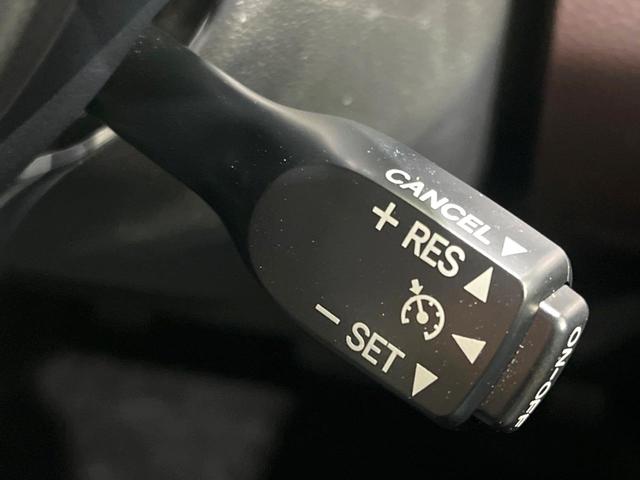 CANCEL ▼
+ RES ▲
◀
− SET ▼
ON-OFF